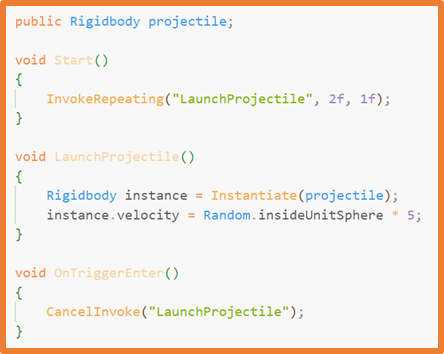 public Rigidbody projectile;
void Start()
{
InvokeRepeating("LaunchProjectile", 2f, 1f);
}
void LaunchProjectile()
{
Rigidbody instance = Instantiate(projectile);
instance.velocity = Random.insideUnitSphere * 5;
}
void OnTriggerEnter()
{
CancelInvoke("LaunchProjectile");
}